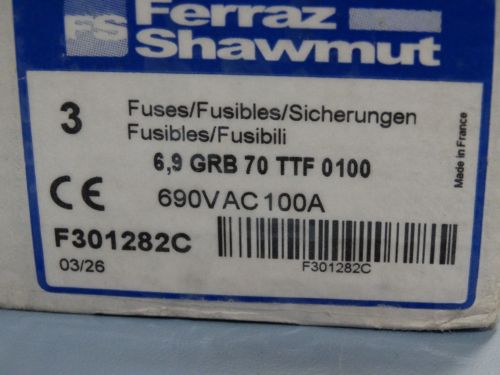 FS
Ferraz
Shawmut
3
Fuses/Fusibles/Sicherungen
Fusibles/Fusibili
6,9 GRB 70 TTF 0100
690VAC100A
CE
F301282C
03/26
F301282C
Made in France